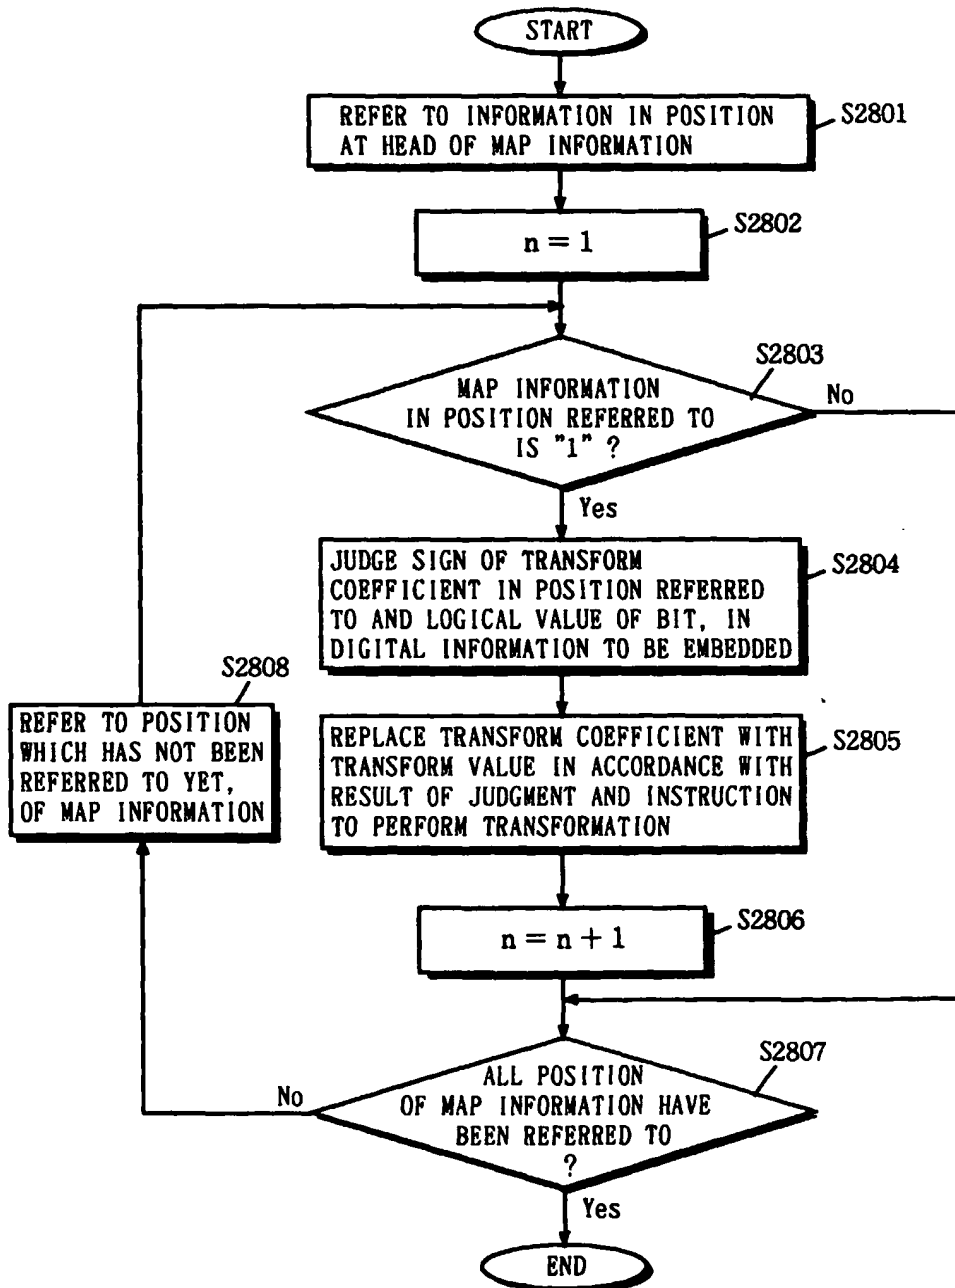 START
REFER TO INFORMATION IN POSITION
AT HEAD OF MAP INFORMATION
S2801
n = 1
S2802
MAP INFORMATION
IN POSITION REFERRED TO
IS "1" ?
S2803
No
Yes
JUDGE SIGN OF TRANSFORM
COEFFICIENT IN POSITION REFERRED
TO AND LOGICAL VALUE OF BIT, IN
DIGITAL INFORMATION TO BE EMBEDDED
S2804
S2808
REFER TO POSITION
WHICH HAS NOT BEEN
REFERRED TO YET,
OF MAP INFORMATION
REPLACE TRANSFORM COEFFICIENT WITH
TRANSFORM VALUE IN ACCORDANCE WITH
RESULT OF JUDGMENT AND INSTRUCTION
TO PERFORM TRANSFORMATION
S2805
n = n + 1
S2806
ALL POSITION
OF MAP INFORMATION HAVE
BEEN REFERRED TO
?
S2807
No
Yes
END